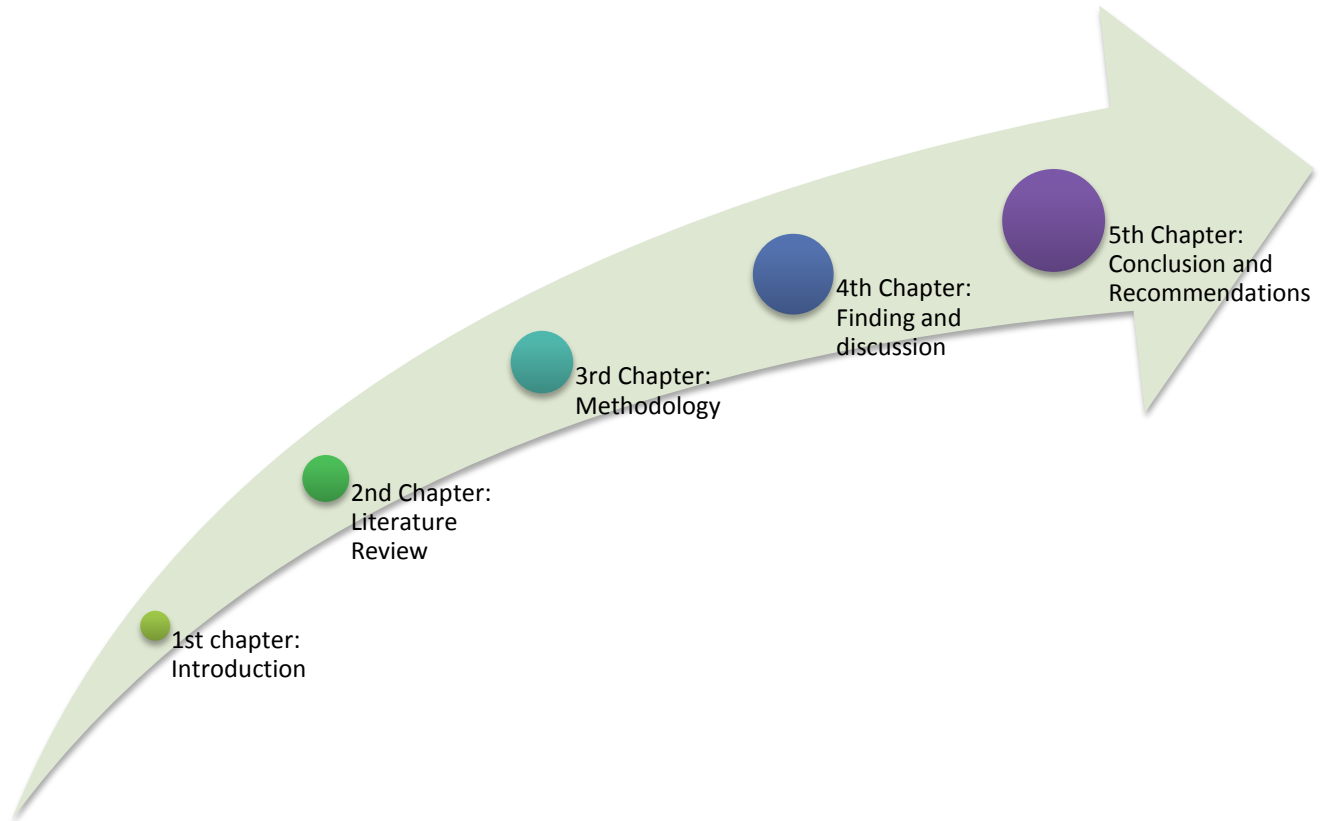 1st chapter:
Introduction
2nd Chapter:
Literature
Review
3rd Chapter:
Methodology
4th Chapter:
Finding and
discussion
5th Chapter:
Conclusion and
Recommendations